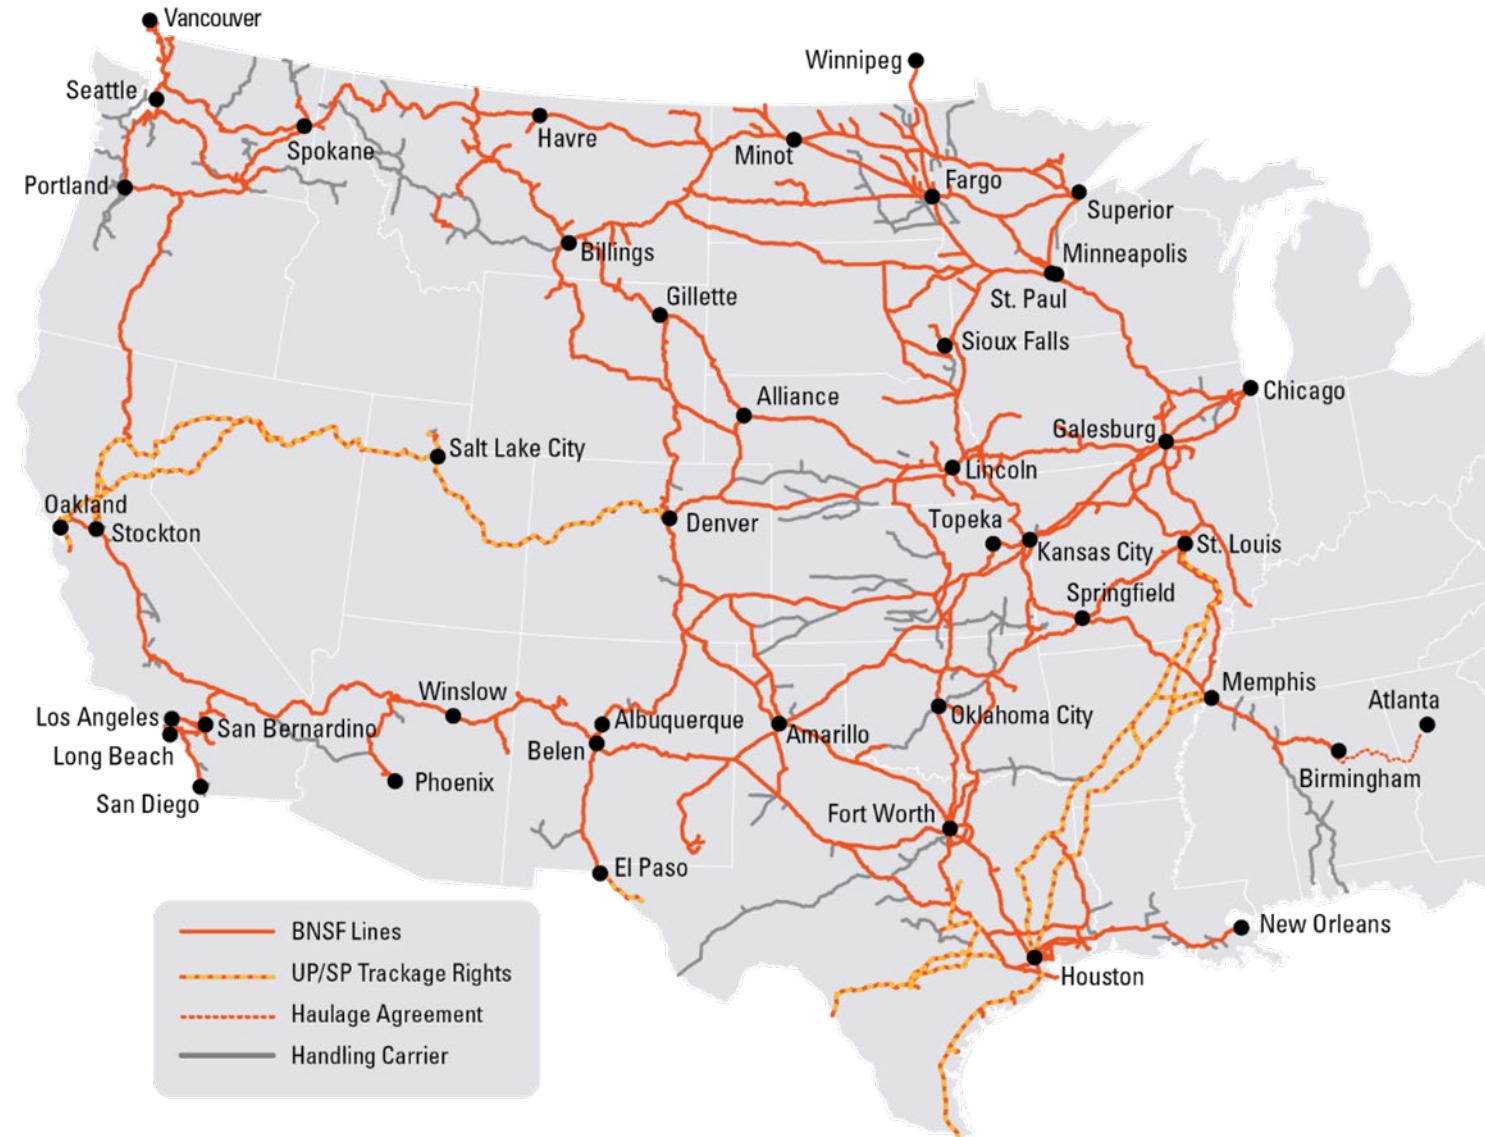 Vancouver
Winnipeg
Seattle
Havre
Spokane
Minot
Portland
Fargo
Superior
Billings
Minneapolis
Gillette
St. Paul
Sioux Falls
Alliance
Chicago
Galesburg
Salt Lake City
Lincoln
Oakland
Stockton
Denver
Topeka
Kansas City
St. Louis
Springfield
Winslow
Memphis
Atlanta
Los Angeles
San Bernardino
Albuquerque
Amarillo
Oklahoma City
Long Beach
Belen
Phoenix
Birmingham
San Diego
Fort Worth
El Paso
New Orleans
Houston
BNSF Lines
UP/SP Trackage Rights
Haulage Agreement
Handling Carrier